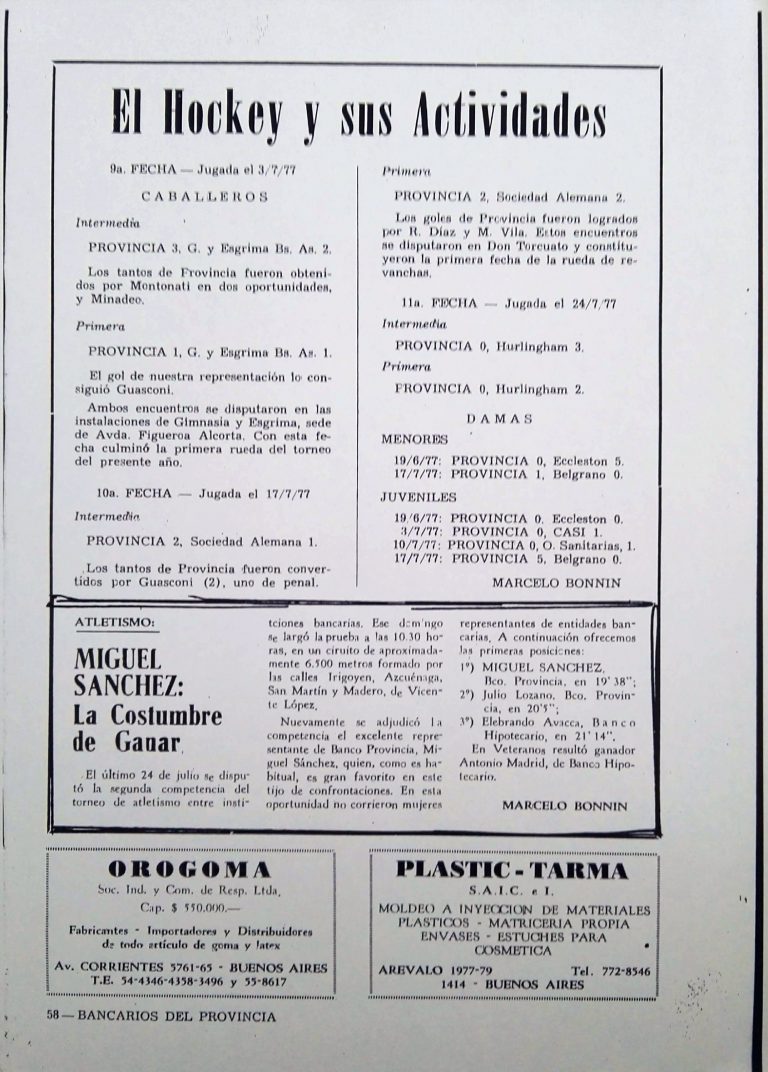 El Hockey y sus Actividades
9a. FECHA — Jugada el 3/7/77
CABALLEROS
Intermedia
PROVINCIA 3, G. y Esgrima Bs. As. 2.
Los tantos de Provincia fueron obteni-
dos por Montonati en dos oportunidades,
y Minadeo.
Primera
PROVINCIA 1, G. y Esgrima Bs. As. 1.
El gol de nuestra representación lo con-
siguió Guasconi.
Ambos encuentros se disputaron en las
instalaciones de Gimnasia y Esgrima, sede
de Avda. Figueroa Alcorta. Con esta fe-
cha culminó la primera rueda del torneo
del presente año.
10a. FECHA — Jugada el 17/7/77
Intermedia
PROVINCIA 2, Sociedad Alemana 1.
Los tantos de Provincia fueron conver-
tidos por Guasconi (2), uno de penal.
Primera
PROVINCIA 2, Sociedad Alemana 2.
Los goles de Provincia fueron logrados
por R. Díaz y M. Vila. Estos encuentros
se disputaron en Don Torcuato y constitu-
yeron la primera fecha de la rueda de re-
vanchas.
11a. FECHA — Jugada el 24/7/77
Intermedia
PROVINCIA 0, Hurlingham 3.
Primera
PROVINCIA 0, Hurlingham 2.
DAMAS
MENORES
19/6/77: PROVINCIA 0, Eccleston 5.
17/7/77: PROVINCIA 1, Belgrano 0.
JUVENILES
19/6/77: PROVINCIA 0, Eccleston 0.
3/7/77: PROVINCIA 0, CASI 1.
10/7/77: PROVINCIA 0, O. Sanitarias, 1.
17/7/77: PROVINCIA 5, Belgrano 0.
MARCELO BONNIN
ATLETISMO:
MIGUEL
SANCHEZ:
La Costumbre
de Ganar.
El último 24 de julio se dispu-
tó la segunda competencia del
torneo de atletismo entre insti-
tciones bancarias. Ese domingo
se largó la prueba a las 10.30 ho-
ras, en un ciruito de aproximada-
mente 6.500 metros formado por
las calles Irigoyen, Azcuénaga,
San Martín y Madero, de Vicen-
te López.
Nuevamente se adjudicó la
competencia el excelente repre-
sentante de Banco Provincia, Mi-
guel Sánchez, quien, como es ha-
bitual, es gran favorito en este
tijo de confrontaciones. En esta
oportunidad no corrieron mujeres
representantes de entidades ban-
carias. A continuación ofrecemos
las primeras posiciones:
1º) MIGUEL SANCHEZ,
Bco. Provincia, en 19'38";
2º) Julio Lozano, Bco. Provin-
cia, en 20'5";
3º) Elebrando Avacca, Banco
Hipotecario, en 21'14".
En Veteranos resultó ganador
Antonio Madrid, de Banco Hipo-
tecario.
MARCELO BONNIN
OROGOMA
Soc. Ind. y Com. de Resp. Ltda.
Cap. $ 550.000.—
Fabricantes - Importadores y Distribuidores
de todo artículo de goma y latex
Av. CORRIENTES 5761-65 - BUENOS AIRES
T.E. 54-4346-4358-3496 y 55-8617
PLASTIC - TARMA
S.A.I.C. e I.
MOLDEO A INYECCION DE MATERIALES
PLASTICOS - MATRICERIA PROPIA
ENVASES - ESTUCHES PARA
COSMETICA
AREVALO 1977-79 Tel. 772-8546
1414 - BUENOS AIRES
58 — BANCARIOS DEL PROVINCIA